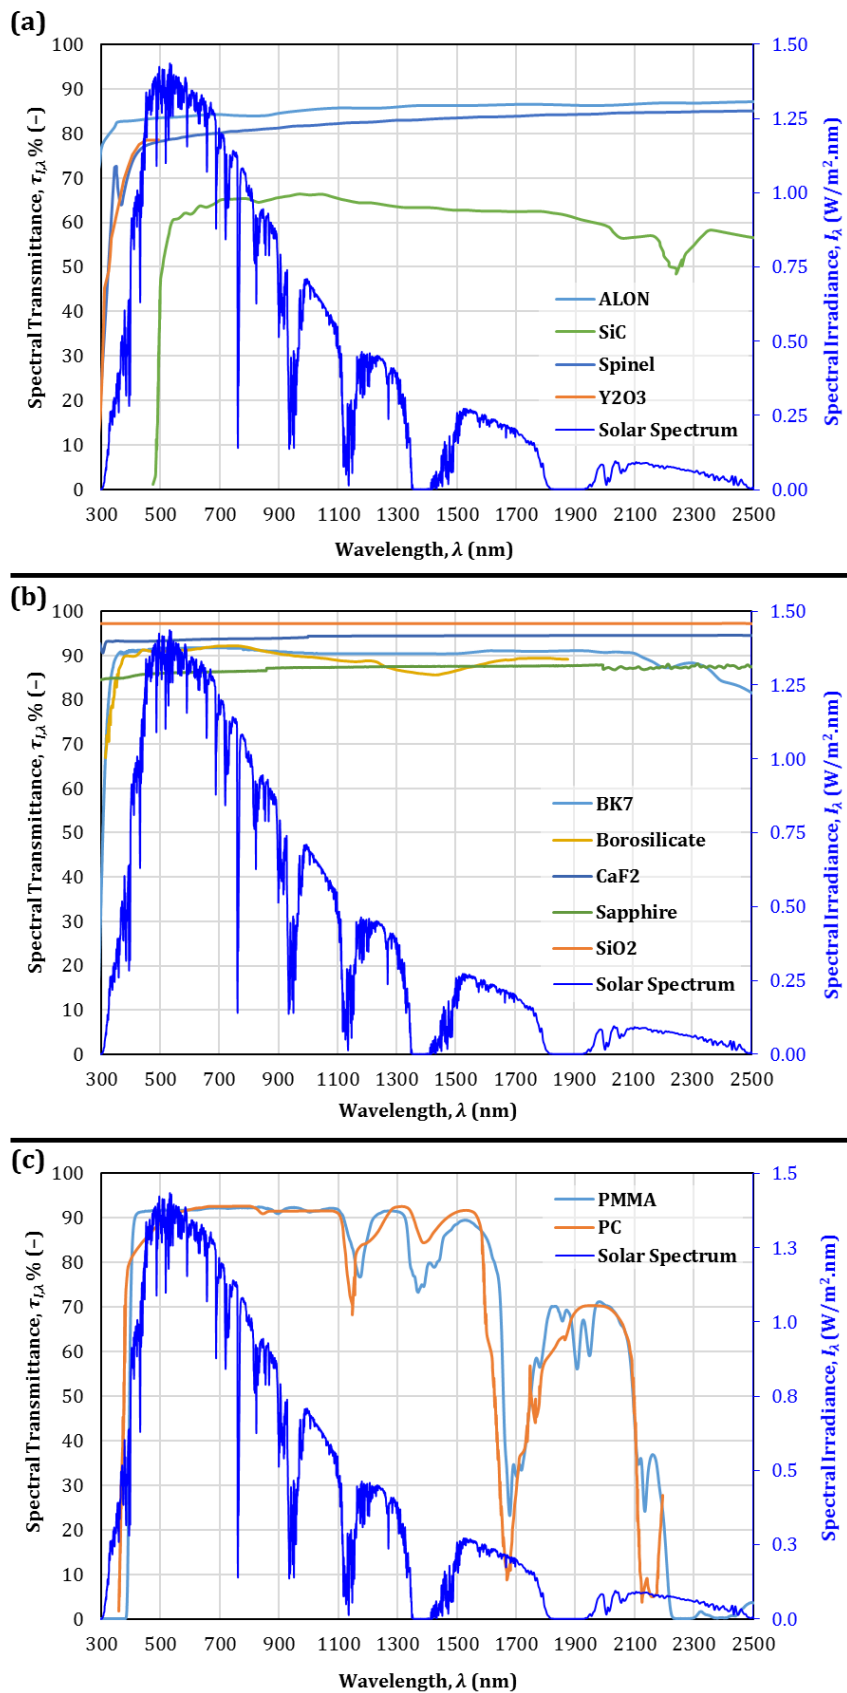 (a)
Spectral Transmittance, τI,λ % (−)
100
90
80
70
60
50
40
30
20
10
0
1.50
1.25
1.00
0.75
0.50
0.25
0.00
Spectral Irradiance, Iλ (W/m².nm)
ALON
SiC
Spinel
Y2O3
Solar Spectrum
300 700 900 1100 1300 1500 1700 1900 2100 2300 2500
Wavelength, λ (nm)
(b)
Spectral Transmittance, τI,λ % (−)
100
90
80
70
60
50
40
30
20
10
0
1.50
1.25
1.00
0.75
0.50
0.25
0.00
Spectral Irradiance, Iλ (W/m².nm)
BK7
Borosilicate
CaF2
Sapphire
SiO2
Solar Spectrum
300 500 700 900 1100 1300 1500 1700 1900 2100 2300 2500
Wavelength, λ (nm)
(c)
Spectral Transmittance, τI,λ % (−)
100
90
80
70
60
50
40
30
20
10
0
1.5
1.3
1.0
0.8
0.5
0.3
0.0
Spectral Irradiance, Iλ (W/m².nm)
PMMA
PC
Solar Spectrum
300 500 700 900 1100 1300 1500 1700 1900 2100 2300 2500
Wavelength, λ (nm)